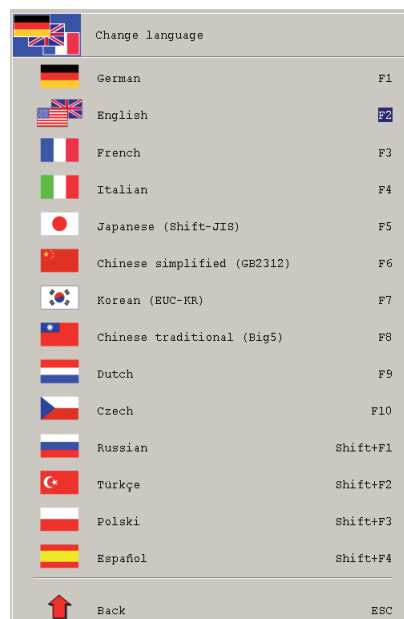 Change language
German F1
English F2
French F3
Italian F4
Japanese (Shift-JIS) F5
Chinese simplified (GB2312) F6
Korean (EUC-KR) F7
Chinese traditional (Big5) F8
Dutch F9
Czech F10
Russian Shift+F1
Türkçe Shift+F2
Polski Shift+F3
Español Shift+F4
Back ESC